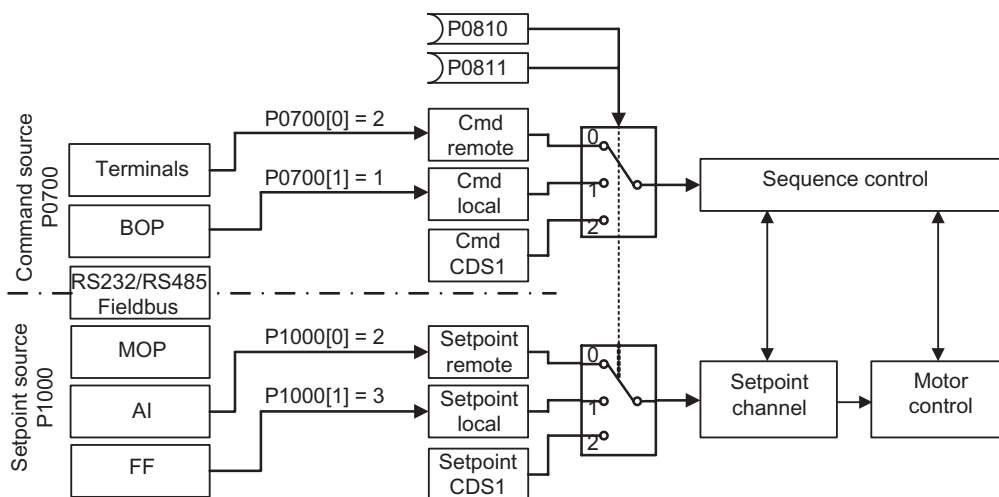 P0810
P0811
Command source
P0700
Terminals
BOP
RS232/RS485
Fieldbus
P0700[0] = 2
P0700[1] = 1
Cmd
remote
Cmd
local
Cmd
CDS1
0
1
2
Sequence control
Setpoint source
P1000
MOP
AI
FF
P1000[0] = 2
P1000[1] = 3
Setpoint
remote
Setpoint
local
Setpoint
CDS1
0
1
2
Setpoint
channel
Motor
control